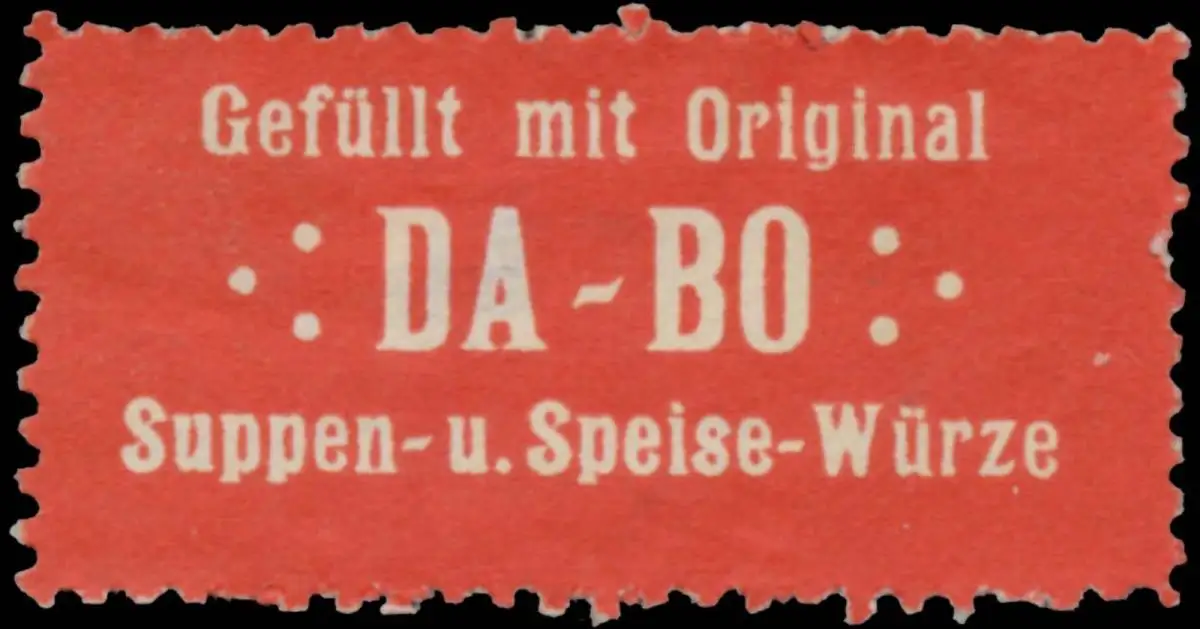 Gefüllt mit Original
DA-BO
Suppen- u. Speise-Würze